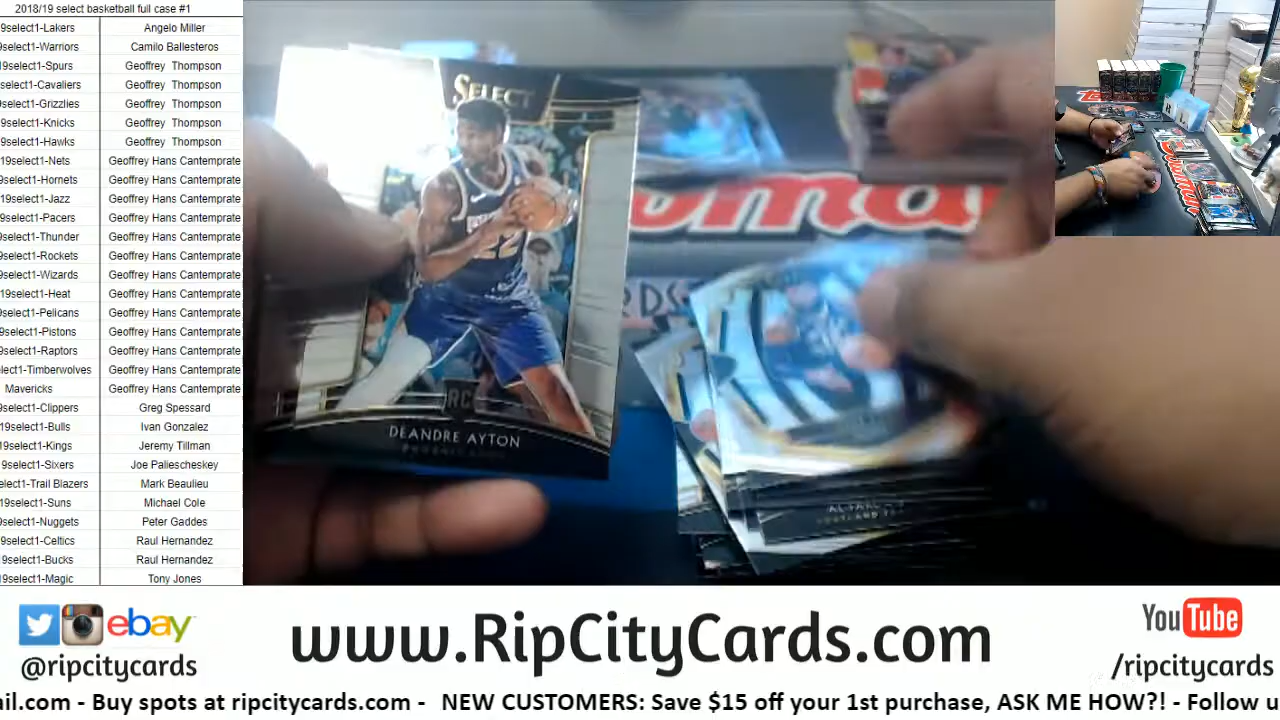 2018/19 select basketball full case #1
9select1-Lakers Angelo Miller
9select1-Warriors Camilo Ballesteros
19select1-Spurs Geoffrey Thompson
select1-Cavaliers Geoffrey Thompson
select1-Grizzlies Geoffrey Thompson
9select1-Knicks Geoffrey Thompson
9select1-Hawks Geoffrey Thompson
19select1-Nets Geoffrey Hans Cantemprate
9select1-Hornets Geoffrey Hans Cantemprate
19select1-Jazz Geoffrey Hans Cantemprate
9select1-Pacers Geoffrey Hans Cantemprate
9select1-Thunder Geoffrey Hans Cantemprate
9select1-Rockets Geoffrey Hans Cantemprate
9select1-Wizards Geoffrey Hans Cantemprate
19select1-Heat Geoffrey Hans Cantemprate
9select1-Pelicans Geoffrey Hans Cantemprate
9select1-Pistons Geoffrey Hans Cantemprate
9select1-Raptors Geoffrey Hans Cantemprate
elect1-Timberwolves Geoffrey Hans Cantemprate
Mavericks Geoffrey Hans Cantemprate
9select1-Clippers Greg Spessard
9select1-Bulls Ivan Gonzalez
9select1-Kings Jeremy Tillman
9select1-Sixers Joe Paliescheskey
elect1-Trail Blazers Mark Beaulieu
19select1-Suns Michael Cole
9select1-Nuggets Peter Gaddes
9select1-Celtics Raul Hernandez
9select1-Bucks Raul Hernandez
19select1-Magic Tony Jones
SELECT
22
RC
DEANDRE AYTON
ebay
@ripcitycards
www.RipCityCards.com
YouTube
/ripcitycards
ail.com - Buy spots at ripcitycards.com - NEW CUSTOMERS: Save $15 off your 1st purchase, ASK ME HOW?! - Follow u